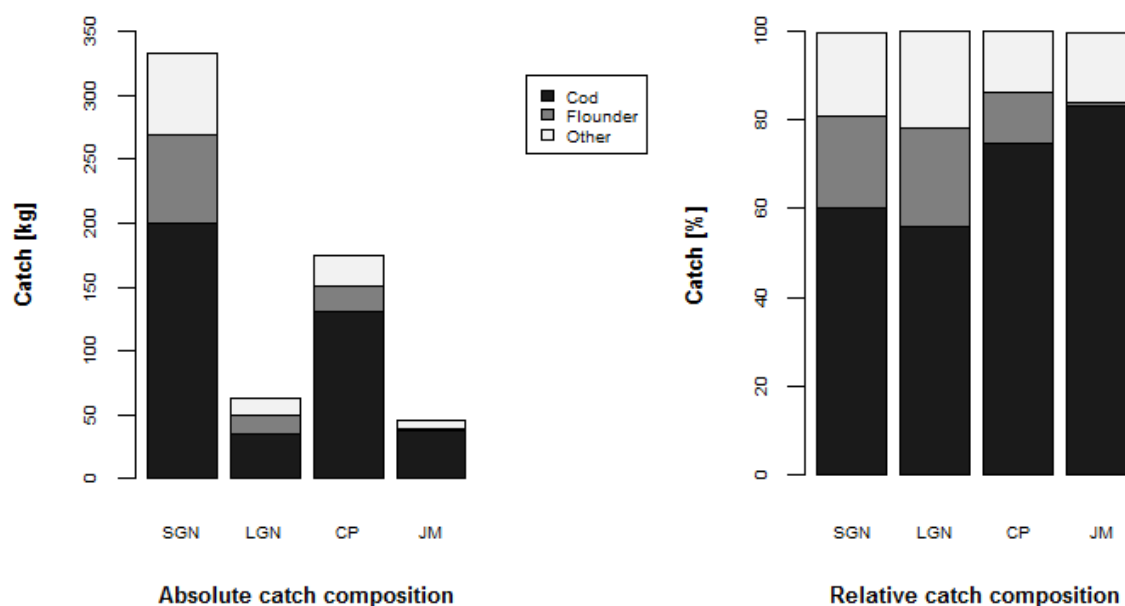 350
300
250
200
150
100
50
0
Catch [kg]
SGN LGN CP JM
Absolute catch composition
Cod
Flounder
Other
100
80
60
40
20
0
Catch [%]
SGN LGN CP JM
Relative catch composition